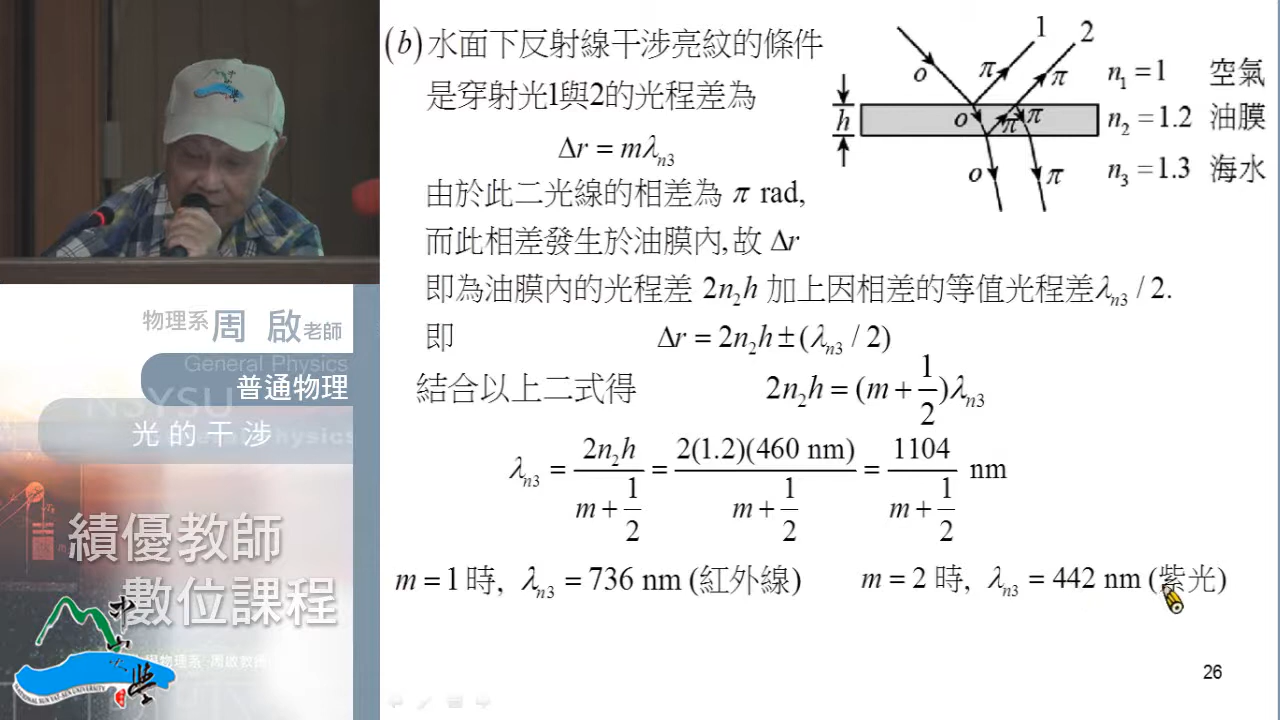 (b) 水面下反射線干涉亮紋的條件
是穿射光1與2的光程差為
Δr = mλn3
由於此二光線的相差為 π rad,
而此相差發生於油膜內,故 Δr
即為油膜內的光程差 2n2h 加上因相差的等值光程差λn3 / 2.
即 Δr = 2n2h ± (λn3 / 2)
結合以上二式得 2n2h = (m + 1/2)λn3
λn3 = 2n2h / (m + 1/2) = 2(1.2)(460 nm) / (m + 1/2) = 1104 / (m + 1/2) nm
m = 1 時, λn3 = 736 nm (紅外線) m = 2 時, λn3 = 442 nm (紫光)
1 2
o π π n1 = 1 空氣
h o π π n2 = 1.2 油膜
o π n3 = 1.3 海水
26
物理系 周 啟 老師
General Physics
普通物理
NSYSU
光的干涉
績優教師
數位課程
NATIONAL SUN YAT-SEN UNIVERSITY